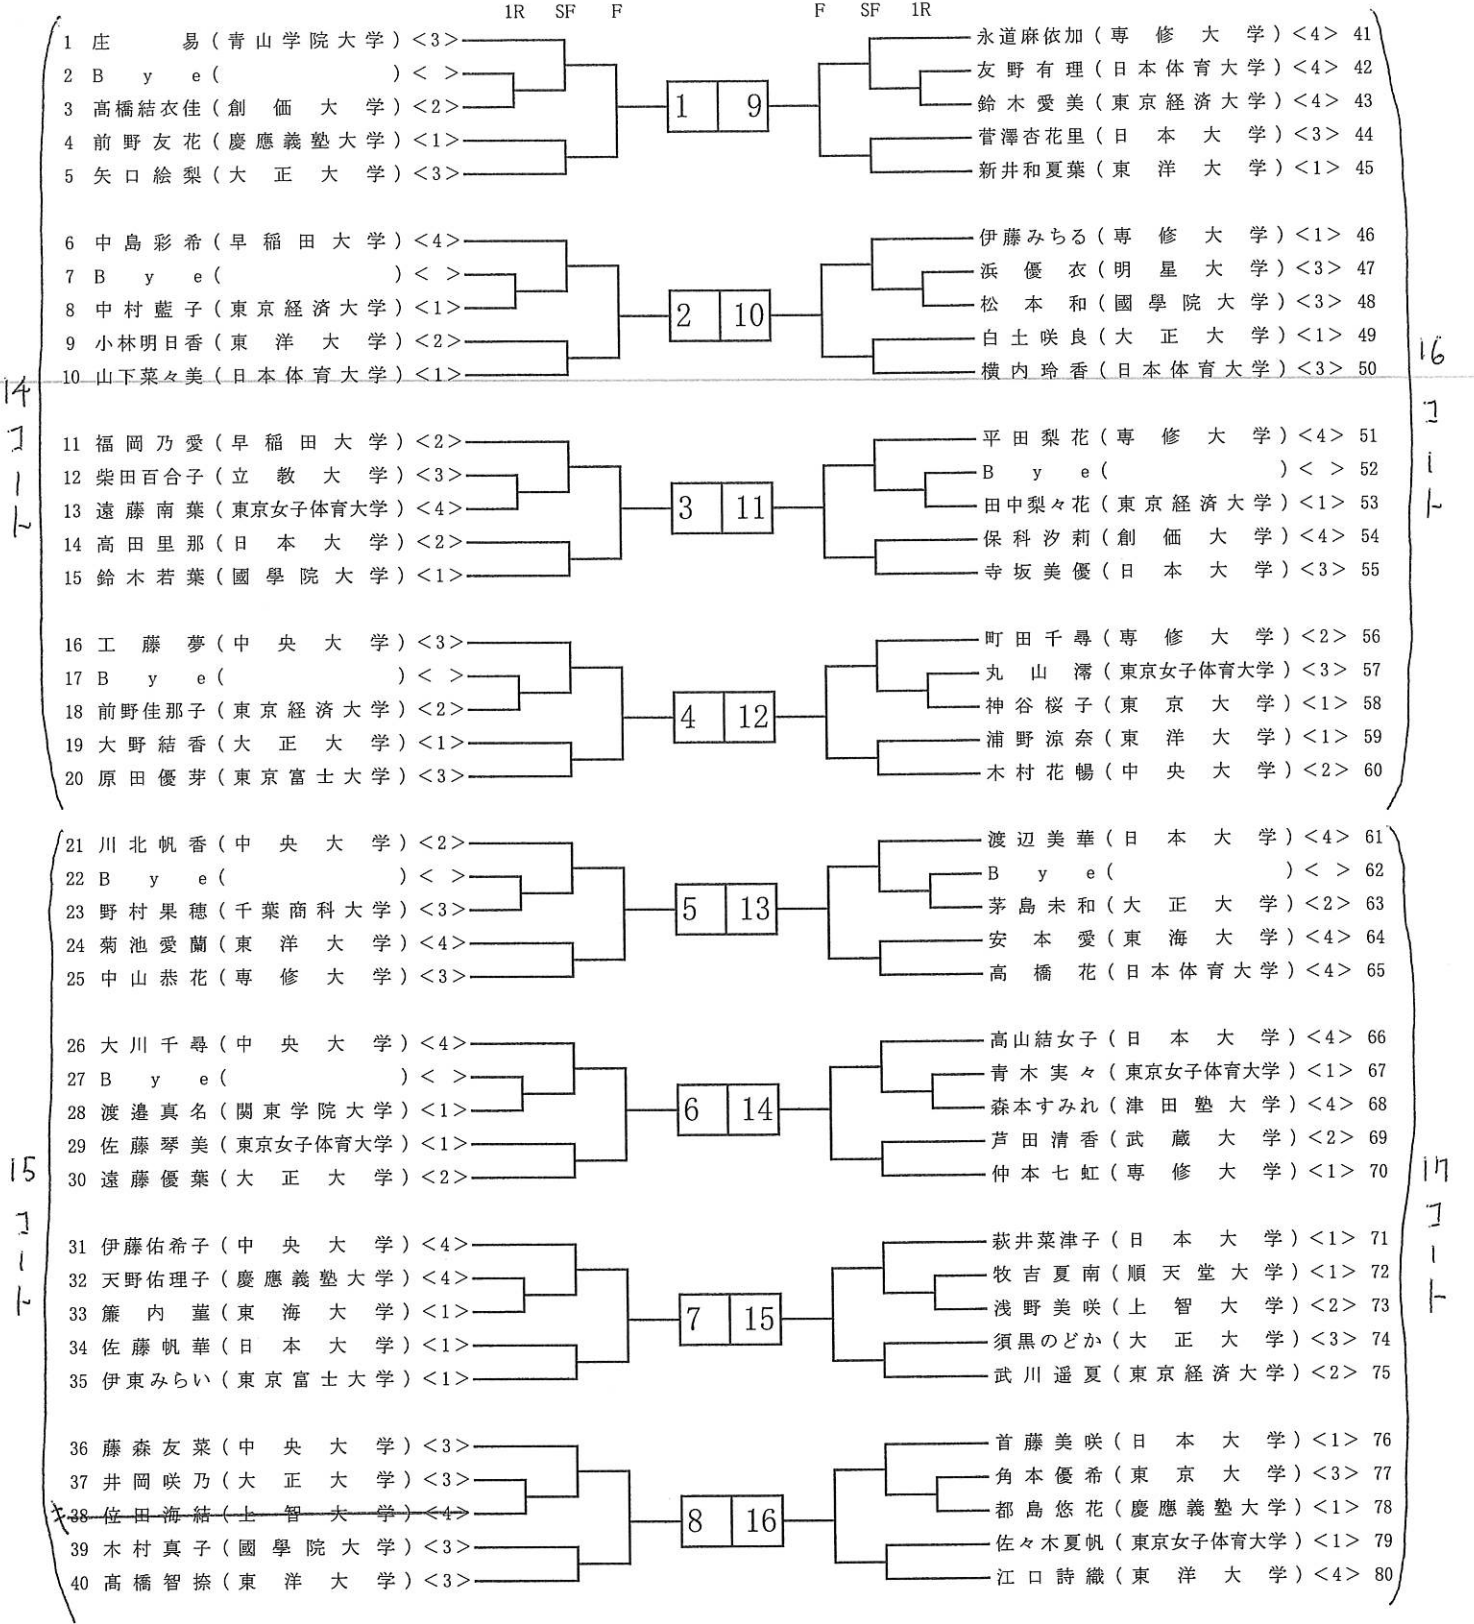 1R SF F
1 庄 易 ( 青山学院大学 ) <3>
2 B y e ( ) < >
3 髙橋結衣佳 ( 創価大学 ) <2>
4 前野友花 ( 慶應義塾大学 ) <1>
5 矢口絵梨 ( 大正大学 ) <3>
6 中島彩希 ( 早稲田大学 ) <4>
7 B y e ( ) < >
8 中村藍子 ( 東京経済大学 ) <1>
9 小林明日香 ( 東洋大学 ) <2>
10 山下菜々美 ( 日本体育大学 ) <1>
11 福岡乃愛 ( 早稲田大学 ) <2>
12 柴田百合子 ( 立教大学 ) <3>
13 遠藤南葉 ( 東京女子体育大学 ) <4>
14 高田里那 ( 日本大学 ) <2>
15 鈴木若葉 ( 國學院大学 ) <1>
16 工藤夢 ( 中央大学 ) <3>
17 B y e ( ) < >
18 前野佳那子 ( 東京経済大学 ) <2>
19 大野結香 ( 大正大学 ) <1>
20 原田優芽 ( 東京富士大学 ) <3>
14コート
21 川北帆香 ( 中央大学 ) <2>
22 B y e ( ) < >
23 野村果穂 ( 千葉商科大学 ) <3>
24 菊池愛蘭 ( 東洋大学 ) <4>
25 中山恭花 ( 専修大学 ) <3>
26 大川千尋 ( 中央大学 ) <4>
27 B y e ( ) < >
28 渡邉真名 ( 関東学院大学 ) <1>
29 佐藤琴美 ( 東京女子体育大学 ) <1>
30 遠藤優葉 ( 大正大学 ) <2>
31 伊藤佑希子 ( 中央大学 ) <4>
32 天野佑理子 ( 慶應義塾大学 ) <4>
33 簾内菫 ( 東海大学 ) <1>
34 佐藤帆華 ( 日本大学 ) <1>
35 伊東みらい ( 東京富士大学 ) <1>
36 藤森友菜 ( 中央大学 ) <3>
37 井岡咲乃 ( 大正大学 ) <3>
38 位田海結 ( 上智大学 ) <4>
39 木村真子 ( 國學院大学 ) <3>
40 髙橋智捺 ( 東洋大学 ) <3>
15コート
1 9
2 10
3 11
4 12
5 13
6 14
7 15
8 16
F SF 1R
永道麻依加 ( 専修大学 ) <4> 41
友野有理 ( 日本体育大学 ) <4> 42
鈴木愛美 ( 東京経済大学 ) <4> 43
菅澤杏花里 ( 日本大学 ) <3> 44
新井和夏葉 ( 東洋大学 ) <1> 45
伊藤みちる ( 専修大学 ) <1> 46
浜優衣 ( 明星大学 ) <3> 47
松本和 ( 國學院大学 ) <3> 48
白土咲良 ( 大正大学 ) <1> 49
横内玲香 ( 日本体育大学 ) <3> 50
平田梨花 ( 専修大学 ) <4> 51
B y e ( ) < > 52
田中梨々花 ( 東京経済大学 ) <1> 53
保科汐莉 ( 創価大学 ) <4> 54
寺坂美優 ( 日本大学 ) <3> 55
町田千尋 ( 専修大学 ) <2> 56
丸山澪 ( 東京女子体育大学 ) <3> 57
神谷桜子 ( 東京大学 ) <1> 58
浦野涼奈 ( 東洋大学 ) <1> 59
木村花暢 ( 中央大学 ) <2> 60
16コート
渡辺美華 ( 日本大学 ) <4> 61
B y e ( ) < > 62
茅島未和 ( 大正大学 ) <2> 63
安本愛 ( 東海大学 ) <4> 64
高橋花 ( 日本体育大学 ) <4> 65
高山結女子 ( 日本大学 ) <4> 66
青木実々 ( 東京女子体育大学 ) <1> 67
森本すみれ ( 津田塾大学 ) <4> 68
芦田清香 ( 武蔵大学 ) <2> 69
仲本七虹 ( 専修大学 ) <1> 70
萩井菜津子 ( 日本大学 ) <1> 71
牧吉夏南 ( 順天堂大学 ) <1> 72
浅野美咲 ( 上智大学 ) <2> 73
須黒のどか ( 大正大学 ) <3> 74
武川遥夏 ( 東京経済大学 ) <2> 75
首藤美咲 ( 日本大学 ) <1> 76
角本優希 ( 東京大学 ) <3> 77
都島悠花 ( 慶應義塾大学 ) <1> 78
佐々木夏帆 ( 東京女子体育大学 ) <1> 79
江口詩織 ( 東洋大学 ) <4> 80
17コート